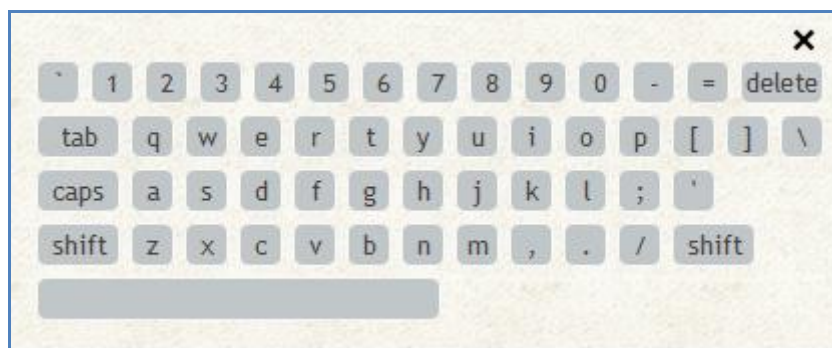 ×
` 1 2 3 4 5 6 7 8 9 0 - = delete
tab q w e r t y u i o p [ ] \
caps a s d f g h j k l ; '
shift z x c v b n m , . / shift